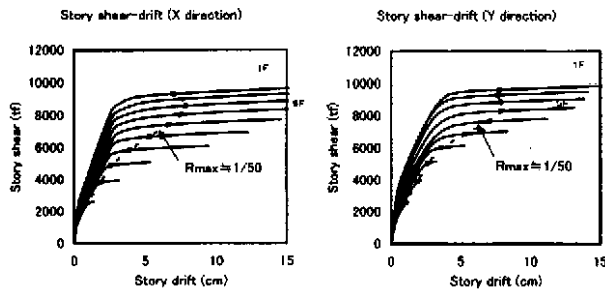 Story shear-drift (X direction)
12000
10000
8000
6000
4000
2000
0
Story shear (tf)
1F
Rmax≒1/50
0 5 10 15
Story drift (cm)
Story shear-drift (Y direction)
12000
10000
8000
6000
4000
2000
0
Story shear (tf)
1F
Rmax≒1/50
0 5 10 15
Story drift (cm)